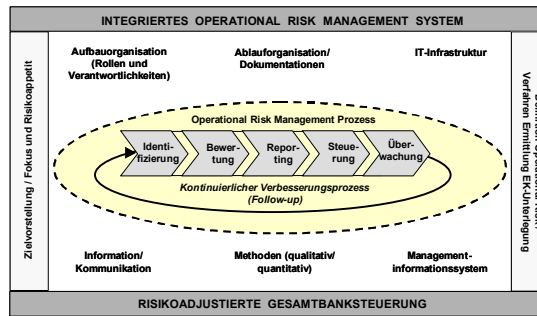 INTEGRIERTES OPERATIONAL RISK MANAGEMENT SYSTEM
Aufbauorganisation
(Rollen und
Verantwortlichkeiten)
Ablauforganisation/
Dokumentationen
IT-Infrastruktur
Zielvorstellung / Fokus und Risikoappetit
Operational Risk Management Prozess
Identi-
fizierung
Bewer-
tung
Repor-
ting
Steue-
rung
Über-
wachung
Kontinuierlicher Verbesserungsprozess
(Follow-up)
Verfahren Ermittlung EK-Unterlegung
Information/
Kommunikation
Methoden (qualitativ/
quantitativ)
Management-
informationssystem
RISIKOADJUSTIERTE GESAMTBANKSTEUERUNG